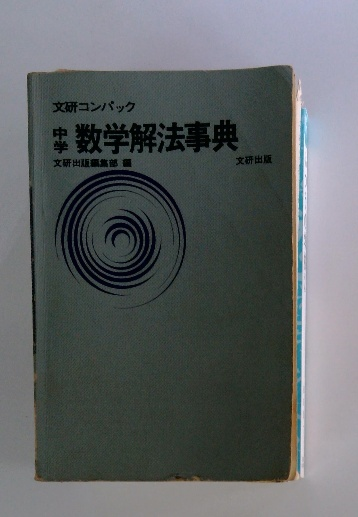 文研コンパック
中学 数学解法事典
文研出版編集部 編
文研出版